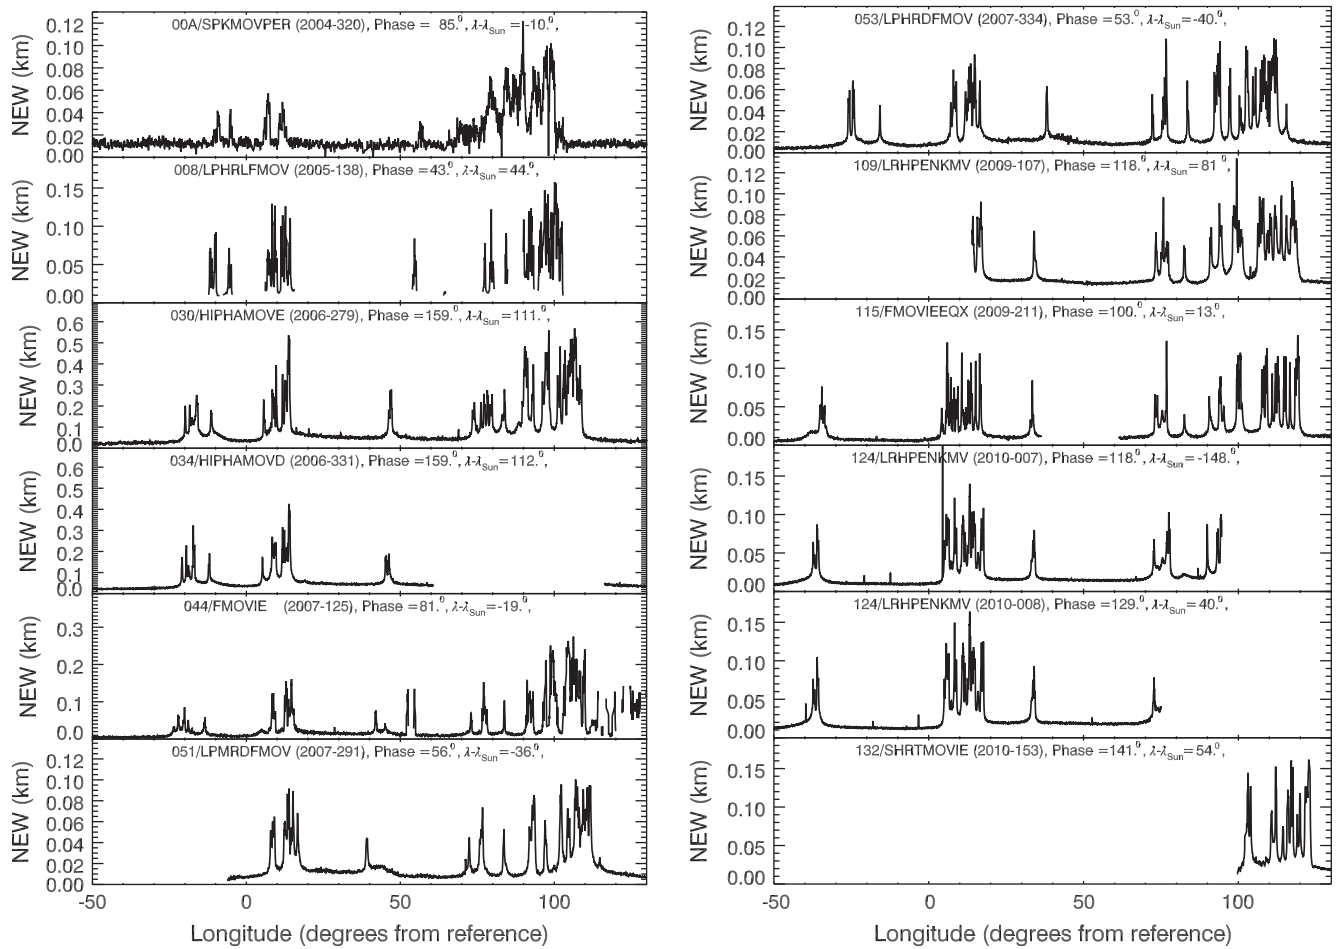 00A/SPKMOVPER (2004-320), Phase = 85.°, λ-λSun = -10.°,
NEW (km)
0.12
0.10
0.08
0.06
0.04
0.02
0.00
008/LPHRLFMOV (2005-138), Phase = 43.°, λ-λSun = 44.°,
NEW (km)
0.15
0.10
0.05
0.00
030/HIPHAMOVE (2006-279), Phase = 159.°, λ-λSun = 111.°,
NEW (km)
0.6
0.5
0.4
0.3
0.2
0.1
0.0
034/HIPHAMOVD (2006-331), Phase = 159.°, λ-λSun = 112.°,
NEW (km)
0.6
0.5
0.4
0.3
0.2
0.1
0.0
044/FMOVIE (2007-125), Phase = 81.°, λ-λSun = -19.°,
NEW (km)
0.3
0.2
0.1
0.0
051/LPMRDFMOV (2007-291), Phase = 56.°, λ-λSun = -36.°,
NEW (km)
0.12
0.10
0.08
0.06
0.04
0.02
0.00
-50 0 50 100
Longitude (degrees from reference)
053/LPHRDFMOV (2007-334), Phase = 53.°, λ-λSun = -40.°,
NEW (km)
0.12
0.10
0.08
0.06
0.04
0.02
0.00
109/LRHPENKMV (2009-107), Phase = 118.°, λ-λSun = 81.°,
NEW (km)
0.12
0.10
0.08
0.06
0.04
0.02
0.00
115/FMOVIEEQX (2009-211), Phase = 100.°, λ-λSun = 13.°,
NEW (km)
0.15
0.10
0.05
0.00
124/LRHPENKMV (2010-007), Phase = 118.°, λ-λSun = -148.°,
NEW (km)
0.15
0.10
0.05
0.00
124/LRHPENKMV (2010-008), Phase = 129.°, λ-λSun = 40.°,
NEW (km)
0.15
0.10
0.05
0.00
132/SHRTMOVIE (2010-153), Phase = 141.°, λ-λSun = 54.°,
NEW (km)
0.15
0.10
0.05
0.00
-50 0 50 100
Longitude (degrees from reference)